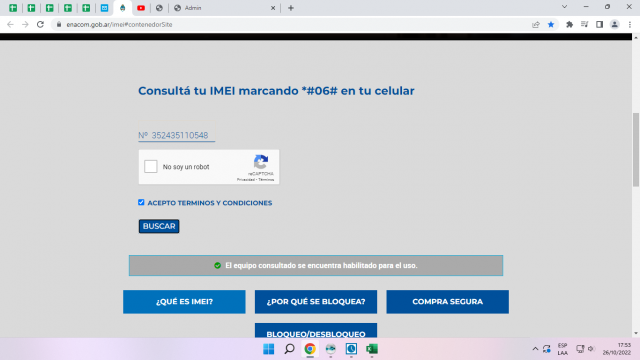 Admin
enacom.gob.ar/imei#contenedorSite
Consultá tu IMEI marcando *#06# en tu celular
Nº 352435110548
No soy un robot
reCAPTCHA
Privacidad - Términos
ACEPTO TERMINOS Y CONDICIONES
BUSCAR
El equipo consultado se encuentra habilitado para el uso.
¿QUÉ ES IMEI?
¿POR QUÉ SE BLOQUEA?
COMPRA SEGURA
BLOQUEO/DESBLOQUEO
ESP
LAA
17:53
26/10/2022